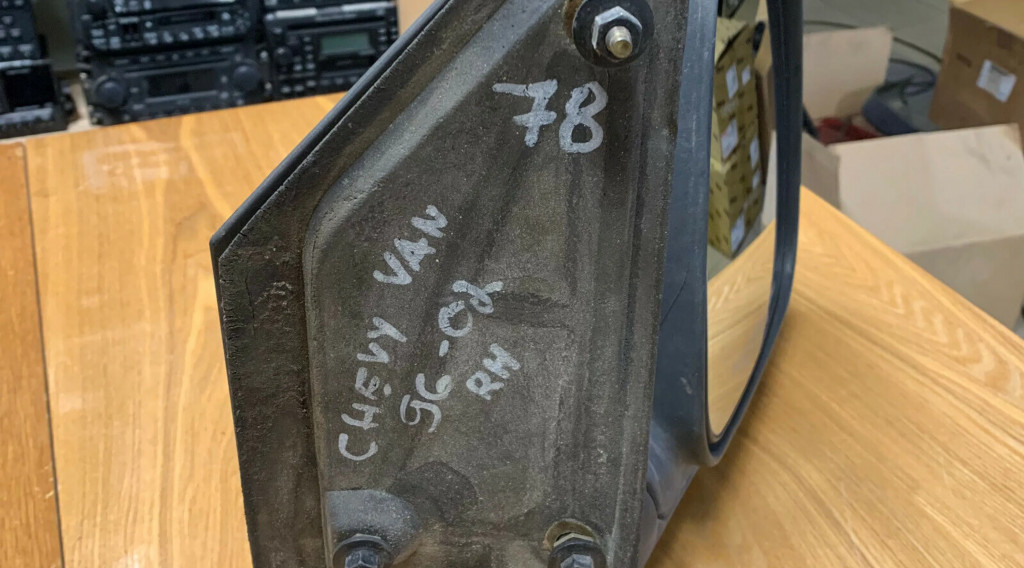 78
CHEVY VAN
96-02
RH